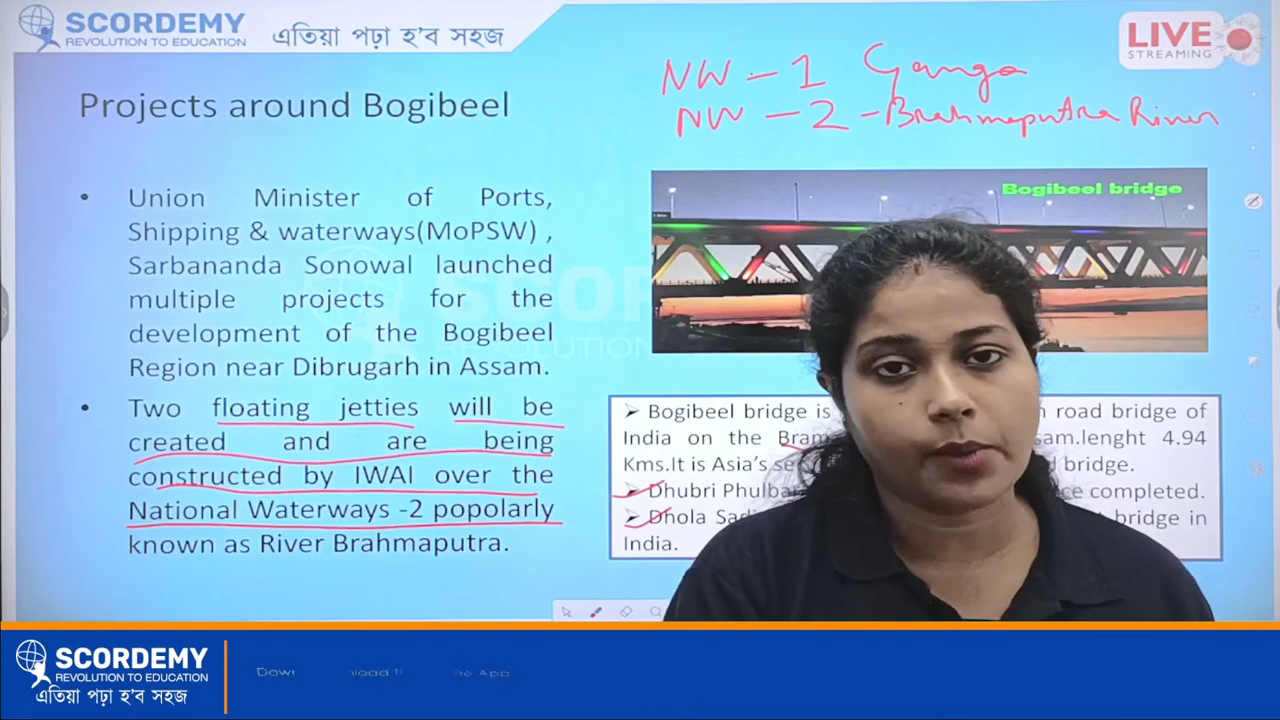 SCORDEMY
REVOLUTION TO EDUCATION
এতিয়া পঢ়া হ'ব সহজ
LIVE
STREAMING
NW - 1 Ganga
NW - 2 - Brahmaputra River
Projects around Bogibeel
Bogibeel bridge
• Union Minister of Ports,
Shipping & waterways(MoPSW) ,
Sarbananda Sonowal launched
multiple projects for the
development of the Bogibeel
Region near Dibrugarh in Assam.
• Two floating jetties will be
created and are being
constructed by IWAI over the
National Waterways -2 popolarly
known as River Brahmaputra.
➢ Bogibeel bridge is road bridge of
India on the lenght 4.94
Kms.It is Asia's bridge.
➢ Dhubri completed.
➢ Dhola bridge in
India.
SCORDEMY
REVOLUTION TO EDUCATION
এতিয়া পঢ়া হ'ব সহজ
App